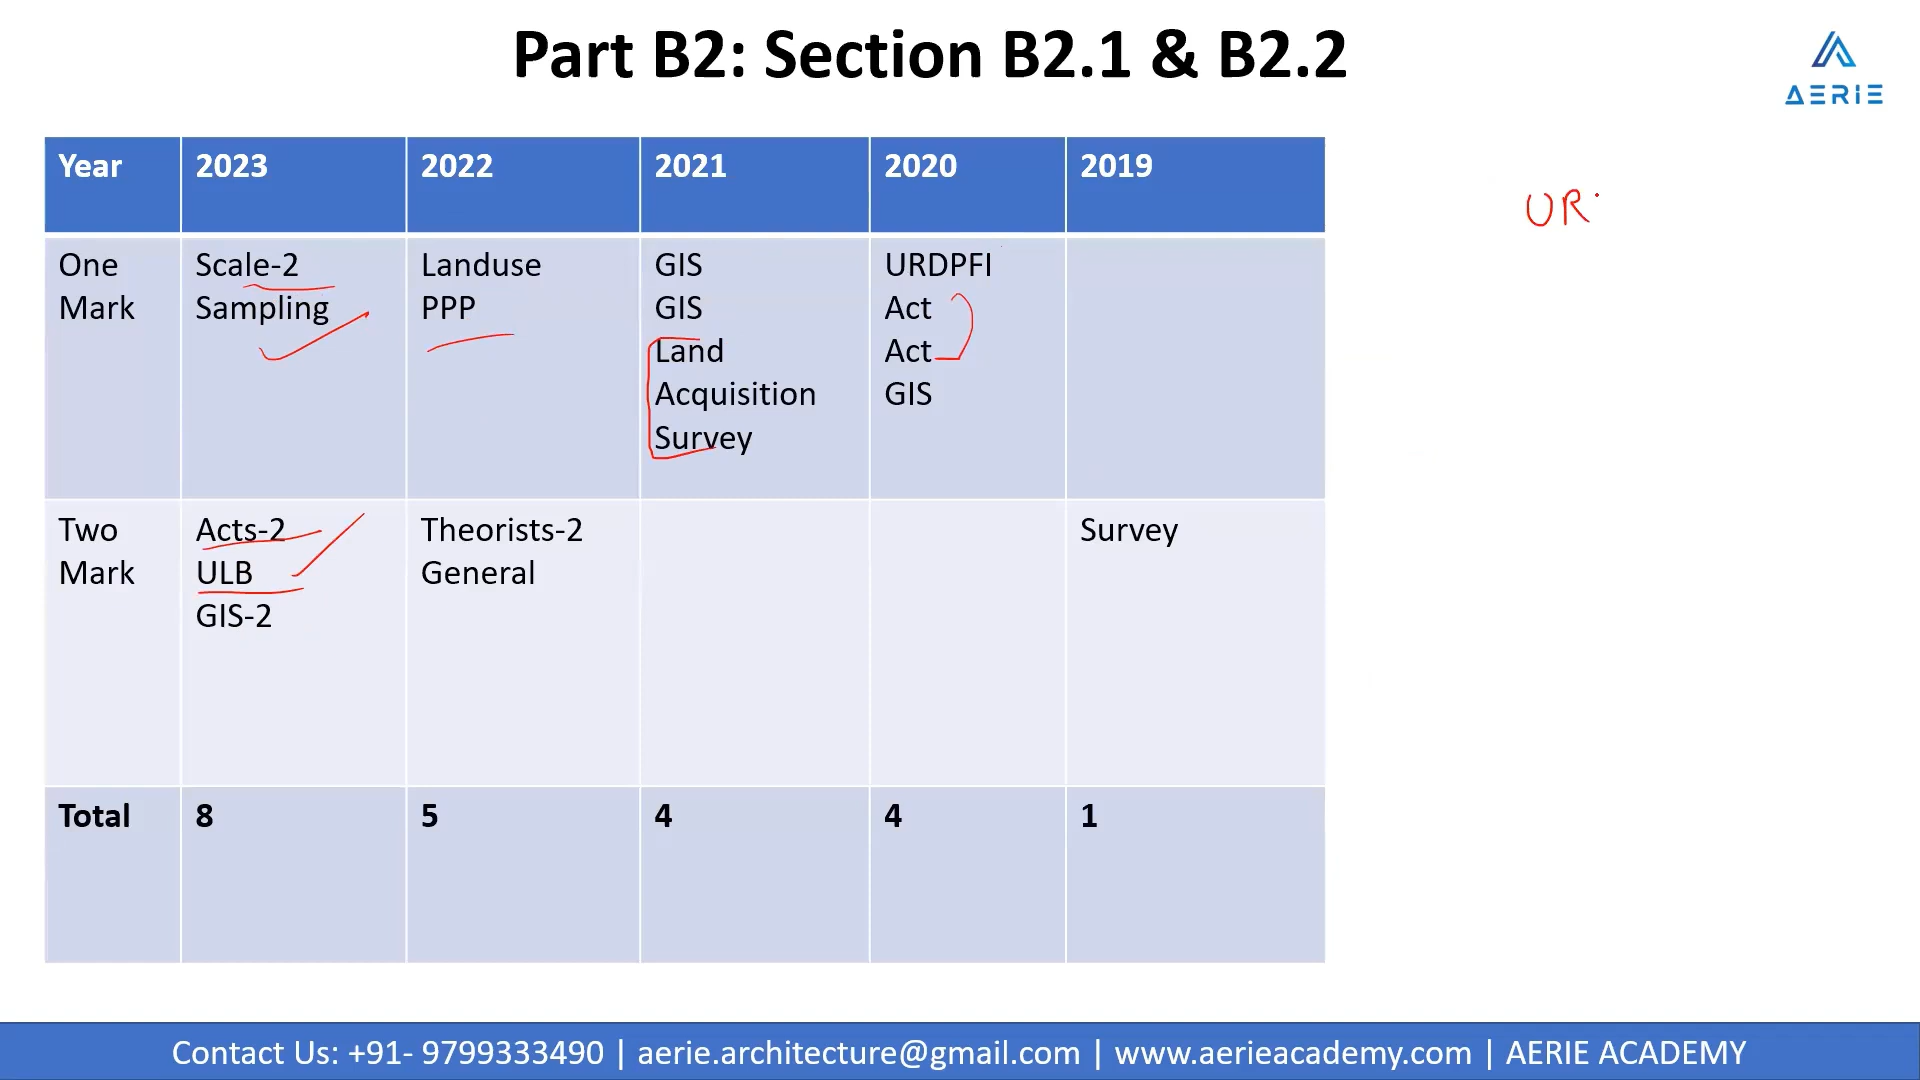 Part B2: Section B2.1 & B2.2
AERIE
Year 2023 2022 2021 2020 2019
UR
One Mark
Scale-2
Sampling
Landuse
PPP
GIS
GIS
Land
Acquisition
Survey
URDPFI
Act
Act
GIS
Two Mark
Acts-2
ULB
GIS-2
Theorists-2
General
Survey
Total 8 5 4 4 1
Contact Us: +91- 9799333490 | aerie.architecture@gmail.com | www.aerieacademy.com | AERIE ACADEMY